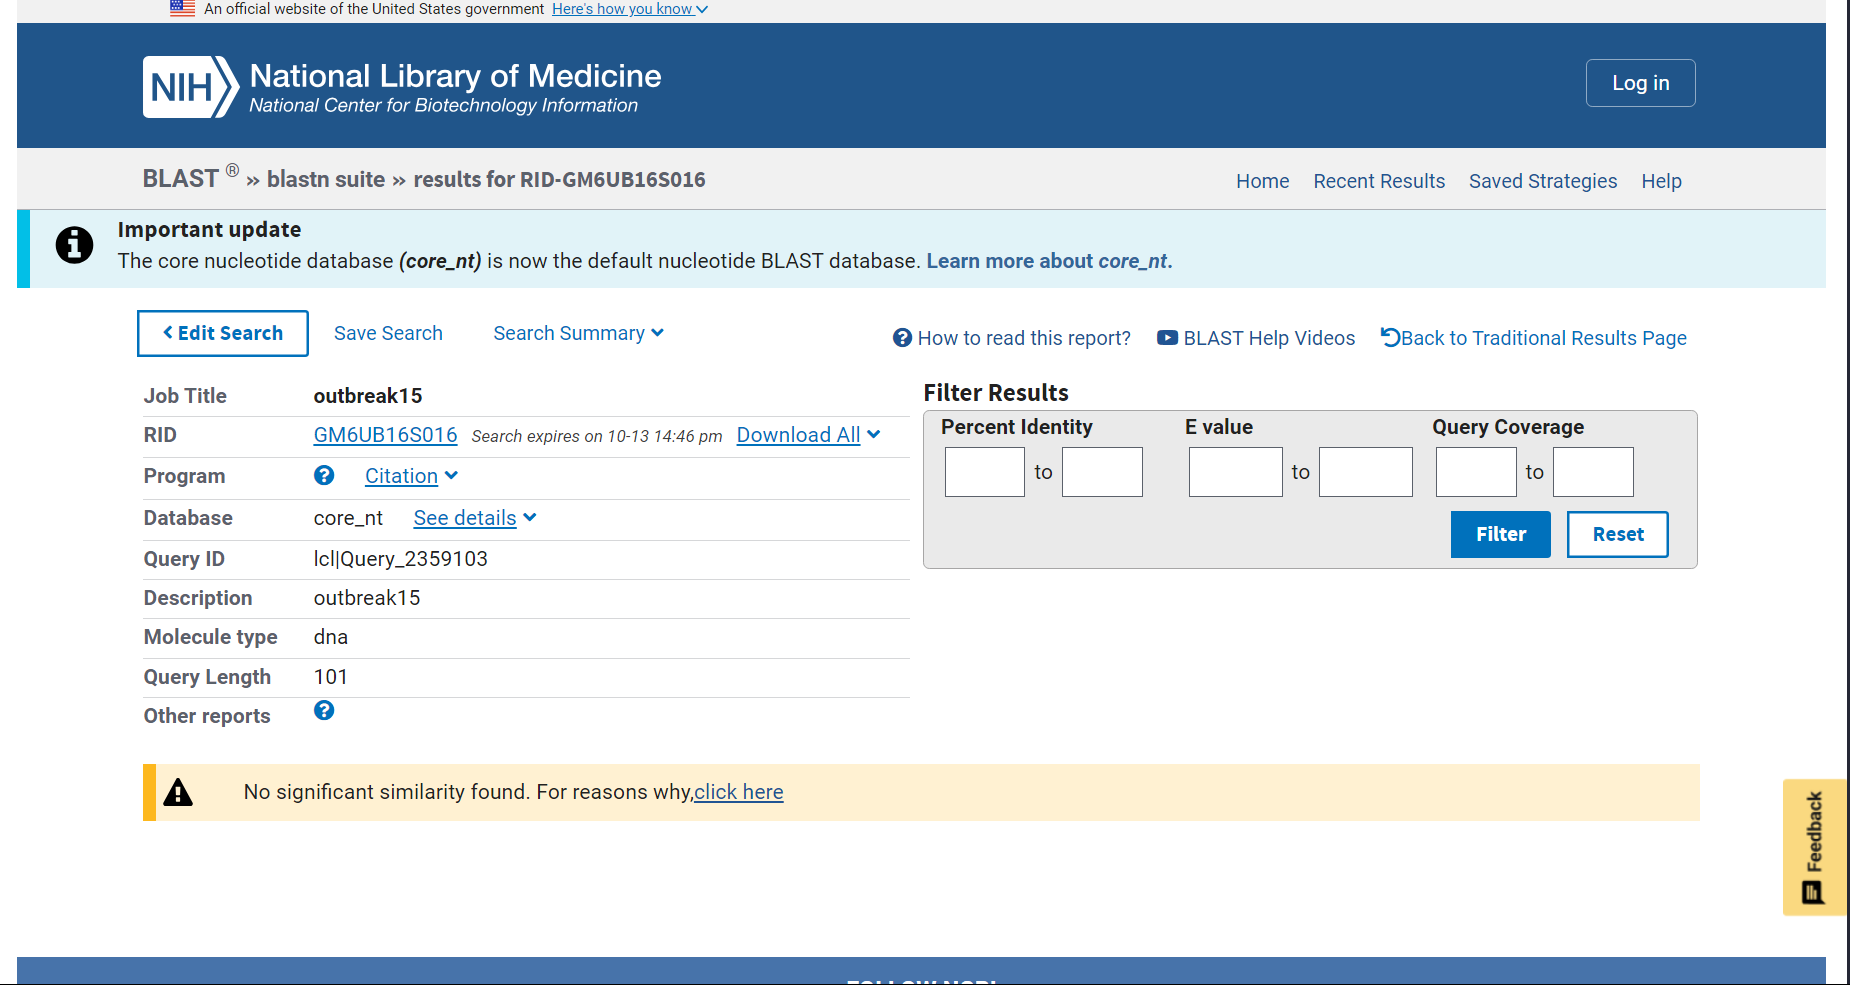 An official website of the United States government Here's how you know
NIH National Library of Medicine
National Center for Biotechnology Information
Log in
BLAST ® » blastn suite » results for RID-GM6UB16S016
Home Recent Results Saved Strategies Help
Important update
The core nucleotide database (core_nt) is now the default nucleotide BLAST database. Learn more about core_nt.
Edit Search Save Search Search Summary
How to read this report? BLAST Help Videos Back to Traditional Results Page
Job Title outbreak15
RID GM6UB16S016 Search expires on 10-13 14:46 pm Download All
Program Citation
Database core_nt See details
Query ID lcl|Query_2359103
Description outbreak15
Molecule type dna
Query Length 101
Other reports
Filter Results
Percent Identity E value Query Coverage
to to to
Filter Reset
No significant similarity found. For reasons why,click here
Feedback
FOLLOW NCBI